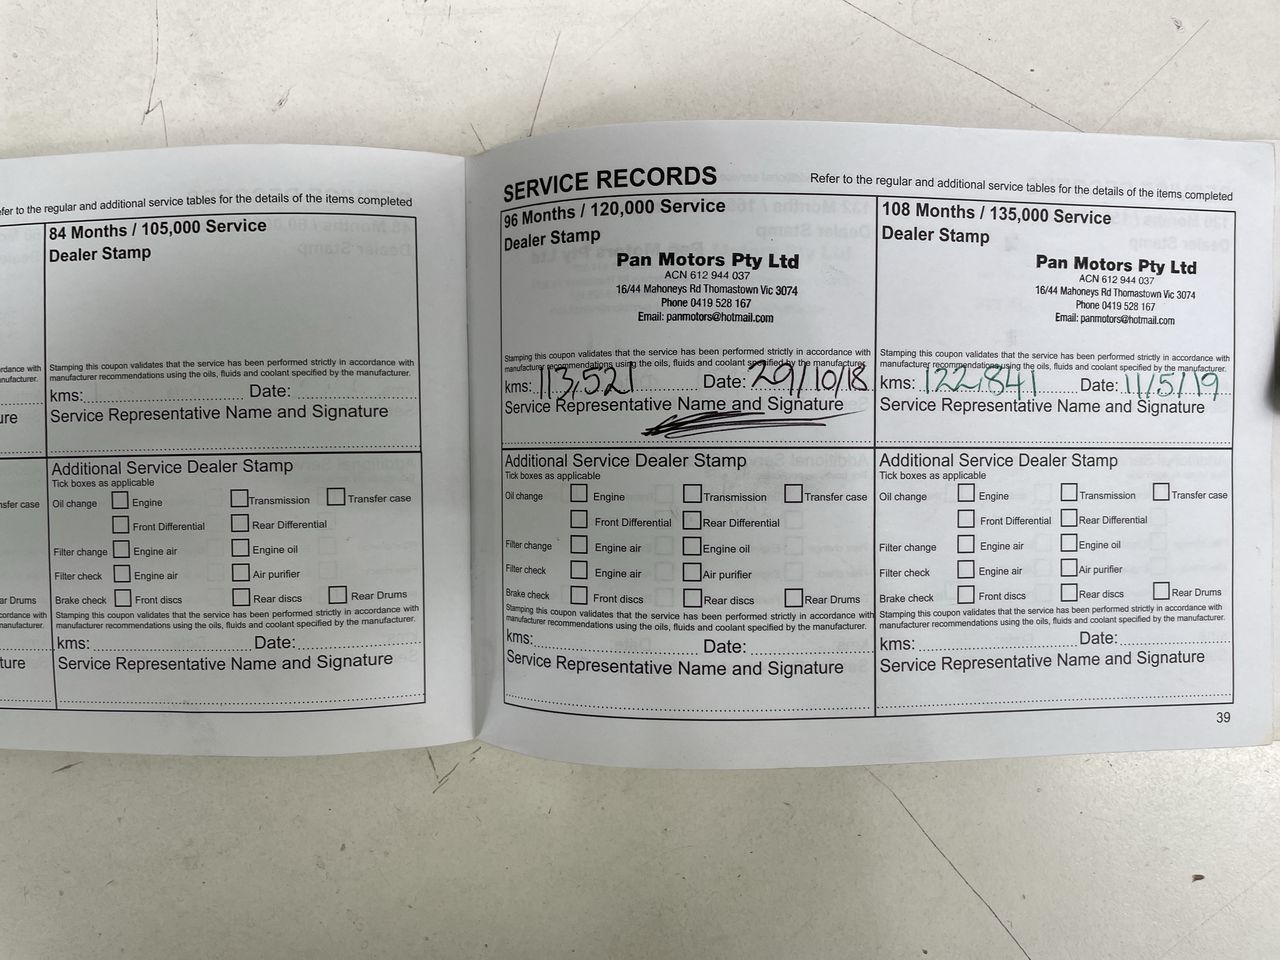 efer to the regular and additional service tables for the details of the items completed
84 Months / 105,000 Service
Dealer Stamp
rdance with
anufacturer.
Stamping this coupon validates that the service has been performed strictly in accordance with
manufacturer recommendations using the oils, fluids and coolant specified by the manufacturer.
kms: Date:
ure
Service Representative Name and Signature
Additional Service Dealer Stamp
Tick boxes as applicable
nsfer case
Oil change Engine Transmission Transfer case
Front Differential Rear Differential
Filter change Engine air Engine oil
Filter check Engine air Air purifier
ar Drums
Brake check Front discs Rear discs Rear Drums
cordance with
manufacturer.
Stamping this coupon validates that the service has been performed strictly in accordance with
manufacturer recommendations using the oils, fluids and coolant specified by the manufacturer.
kms: Date:
ture
Service Representative Name and Signature
SERVICE RECORDS
Refer to the regular and additional service tables for the details of the items completed
96 Months / 120,000 Service
Dealer Stamp
Pan Motors Pty Ltd
ACN 612 944 037
16/44 Mahoneys Rd Thomastown Vic 3074
Phone 0419 528 167
Email: panmotors@hotmail.com
Stamping this coupon validates that the service has been performed strictly in accordance with
manufacturer recommendations using the oils, fluids and coolant specified by the manufacturer.
kms: 113,521 Date: 29/10/18
Service Representative Name and Signature
Additional Service Dealer Stamp
Tick boxes as applicable
Oil change Engine Transmission Transfer case
Front Differential Rear Differential
Filter change Engine air Engine oil
Filter check Engine air Air purifier
Brake check Front discs Rear discs Rear Drums
Stamping this coupon validates that the service has been performed strictly in accordance with
manufacturer recommendations using the oils, fluids and coolant specified by the manufacturer.
kms: Date:
Service Representative Name and Signature
108 Months / 135,000 Service
Dealer Stamp
Pan Motors Pty Ltd
ACN 612 944 037
16/44 Mahoneys Rd Thomastown Vic 3074
Phone 0419 528 167
Email: panmotors@hotmail.com
Stamping this coupon validates that the service has been performed strictly in accordance with
manufacturer recommendations using the oils, fluids and coolant specified by the manufacturer.
kms: 122,841 Date: 11/5/19
Service Representative Name and Signature
Additional Service Dealer Stamp
Tick boxes as applicable
Oil change Engine Transmission Transfer case
Front Differential Rear Differential
Filter change Engine air Engine oil
Filter check Engine air Air purifier
Brake check Front discs Rear discs Rear Drums
Stamping this coupon validates that the service has been performed strictly in accordance with
manufacturer recommendations using the oils, fluids and coolant specified by the manufacturer.
kms: Date:
Service Representative Name and Signature
39